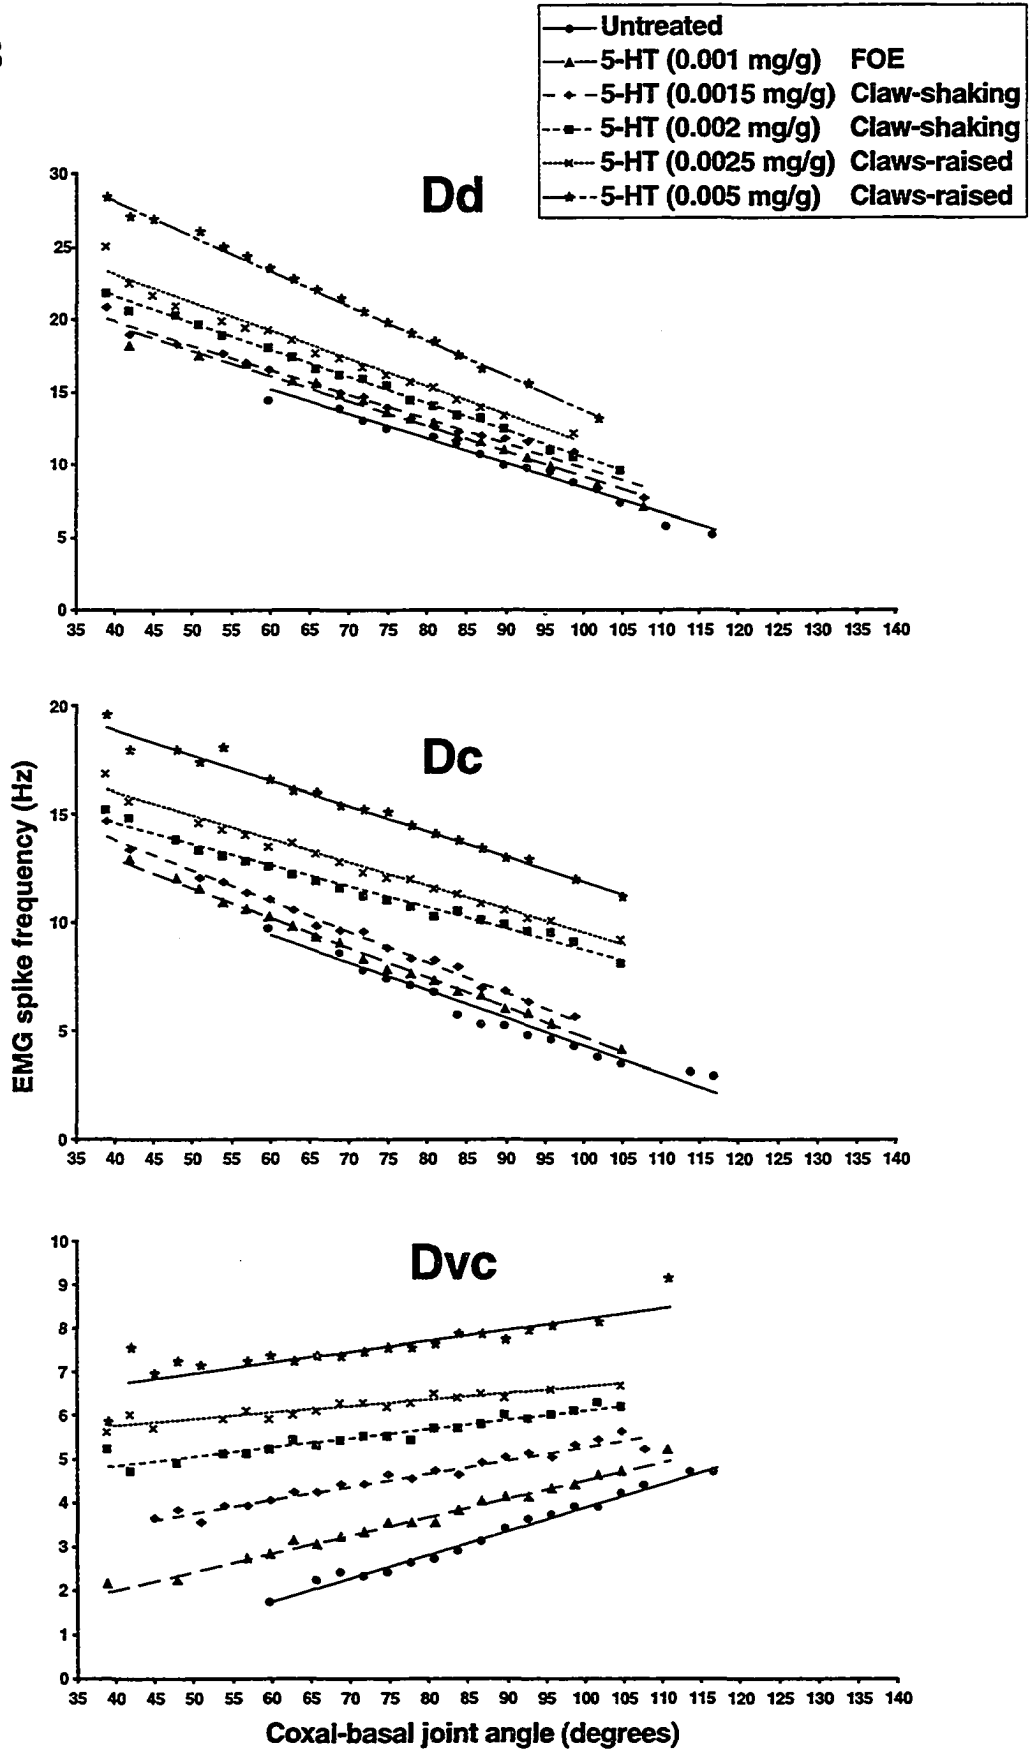 Untreated
5-HT (0.001 mg/g) FOE
5-HT (0.0015 mg/g) Claw-shaking
5-HT (0.002 mg/g) Claw-shaking
5-HT (0.0025 mg/g) Claws-raised
5-HT (0.005 mg/g) Claws-raised
Dd
30
25
20
15
10
5
0
35 40 45 50 55 60 65 70 75 80 85 90 95 100 105 110 115 120 125 130 135 140
EMG spike frequency (Hz)
Dc
20
15
10
5
0
35 40 45 50 55 60 65 70 75 80 85 90 95 100 105 110 115 120 125 130 135 140
Dvc
10
9
8
7
6
5
4
3
2
1
0
35 40 45 50 55 60 65 70 75 80 85 90 95 100 105 110 115 120 125 130 135 140
Coxal-basal joint angle (degrees)